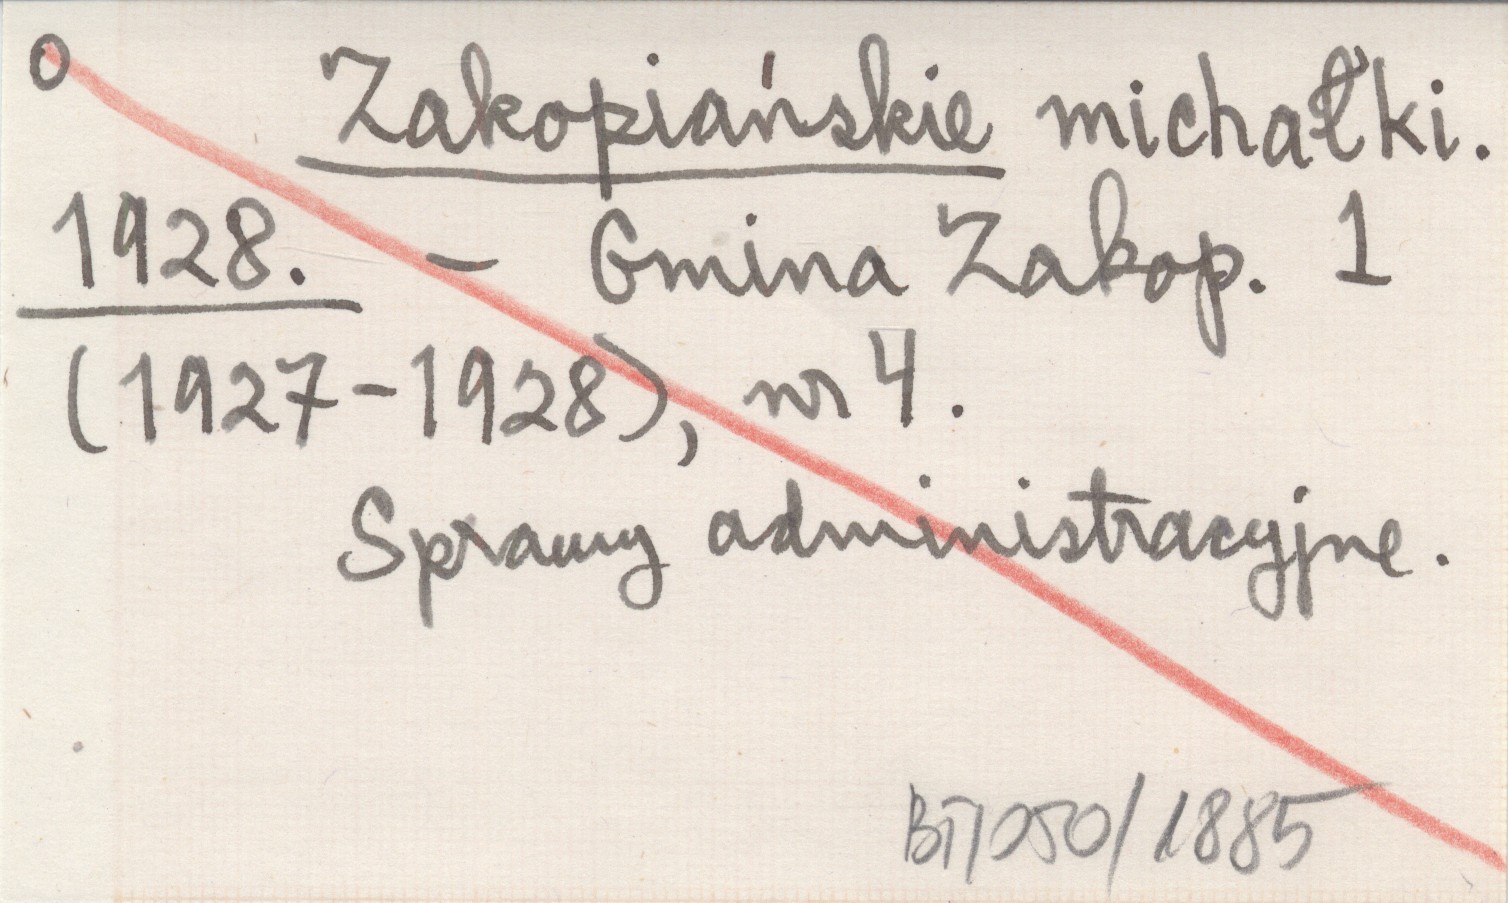 o Zakopiańskie michałki.
1928. – Gmina Zakop. 1
(1927-1928), nr 4.
Sprawy administracyjne.
BT/050/1885